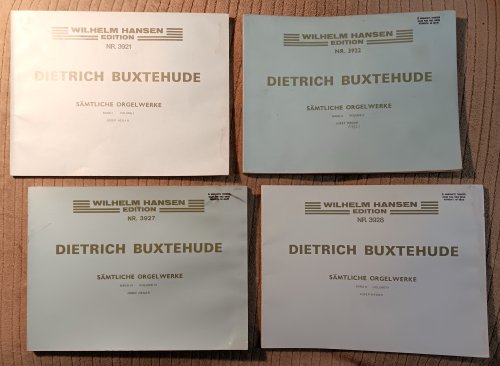 WILHELM HANSEN
EDITION
NR. 3921
DIETRICH BUXTEHUDE
SÄMTLICHE ORGELWERKE
WILHELM HANSEN
EDITION
NR. 3922
DIETRICH BUXTEHUDE
SÄMTLICHE ORGELWERKE
WILHELM HANSEN
EDITION
NR. 3927
DIETRICH BUXTEHUDE
SÄMTLICHE ORGELWERKE
WILHELM HANSEN
EDITION
NR. 3928
DIETRICH BUXTEHUDE
SÄMTLICHE ORGELWERKE